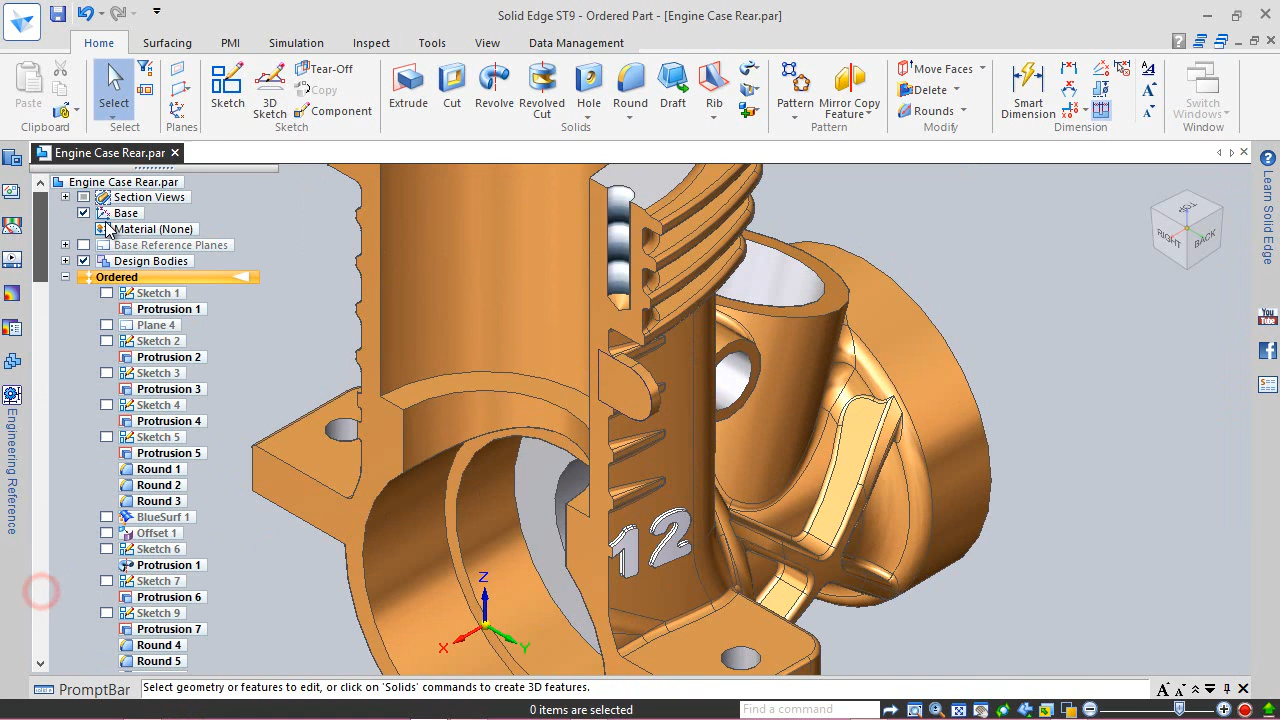 Solid Edge ST9 - Ordered Part - [Engine Case Rear.par]
Home
Surfacing
PMI
Simulation
Inspect
Tools
View
Data Management
Paste
Select
Sketch
3D
Sketch
Tear-Off
Copy
Component
Extrude
Cut
Revolve
Revolved
Cut
Hole
Round
Draft
Rib
Pattern
Mirror Copy
Feature
Move Faces
Delete
Rounds
Smart
Dimension
Switch
Windows
Clipboard
Select
Planes
Sketch
Solids
Pattern
Modify
Dimension
Window
Engine Case Rear.par
Engine Case Rear.par
Section Views
Base
Material (None)
Base Reference Planes
Design Bodies
Ordered
Sketch 1
Protrusion 1
Plane 4
Sketch 2
Protrusion 2
Sketch 3
Protrusion 3
Sketch 4
Protrusion 4
Sketch 5
Protrusion 5
Round 1
Round 2
Round 3
BlueSurf 1
Offset 1
Sketch 6
Protrusion 1
Sketch 7
Protrusion 6
Sketch 9
Protrusion 7
Round 4
Round 5
Engineering Reference
TOP
RIGHT
FRONT
12
Z
X
Y
Learn Solid Edge
You
Tube
PromptBar
Select geometry or features to edit, or click on 'Solids' commands to create 3D features.
0 items are selected
Find a command